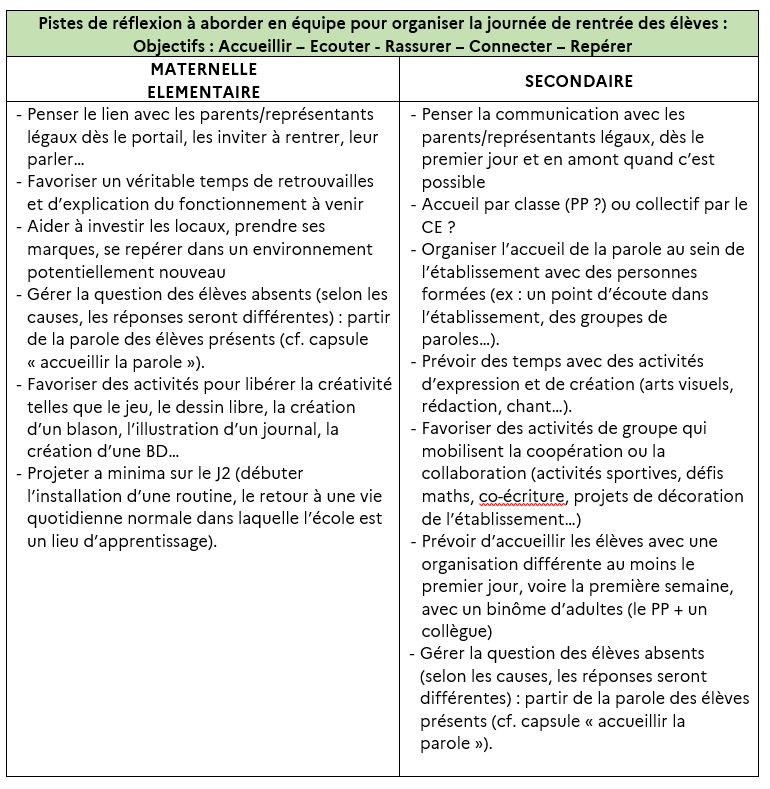 Pistes de réflexion à aborder en équipe pour organiser la journée de rentrée des élèves :
Objectifs : Accueillir – Ecouter - Rassurer – Connecter – Repérer
MATERNELLE
ELEMENTAIRE
- Penser le lien avec les parents/représentants
légaux dès le portail, les inviter à rentrer, leur
parler…
- Favoriser un véritable temps de retrouvailles
et d’explication du fonctionnement à venir
- Aider à investir les locaux, prendre ses
marques, se repérer dans un environnement
potentiellement nouveau
- Gérer la question des élèves absents (selon les
causes, les réponses seront différentes) : partir
de la parole des élèves présents (cf. capsule
« accueillir la parole »).
- Favoriser des activités pour libérer la créativité
telles que le jeu, le dessin libre, la création
d’un blason, l’illustration d’un journal, la
création d’une BD…
- Projeter a minima sur le J2 (débuter
l’installation d’une routine, le retour à une vie
quotidienne normale dans laquelle l’école est
un lieu d’apprentissage).
SECONDAIRE
- Penser la communication avec les
parents/représentants légaux, dès le
premier jour et en amont quand c’est
possible
- Accueil par classe (PP ?) ou collectif par le
CE ?
- Organiser l’accueil de la parole au sein de
l’établissement avec des personnes
formées (ex : un point d’écoute dans
l’établissement, des groupes de
paroles…).
- Prévoir des temps avec des activités
d’expression et de création (arts visuels,
rédaction, chant…).
- Favoriser des activités de groupe qui
mobilisent la coopération ou la
collaboration (activités sportives, défis
maths, co-écriture, projets de décoration
de l’établissement…)
- Prévoir d’accueillir les élèves avec une
organisation différente au moins le
premier jour, voire la première semaine,
avec un binôme d’adultes (le PP + un
collègue)
- Gérer la question des élèves absents
(selon les causes, les réponses seront
différentes) : partir de la parole des élèves
présents (cf. capsule « accueillir la
parole »).